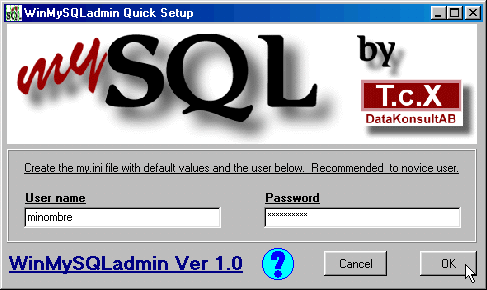 WinMySQLadmin Quick Setup
mySQL by
T.c.X
DataKonsultAB
Create the my.ini file with default values and the user below. Recommended to novice user.
User name
Password
minombre
**********
WinMySQLadmin Ver 1.0
?
Cancel
OK